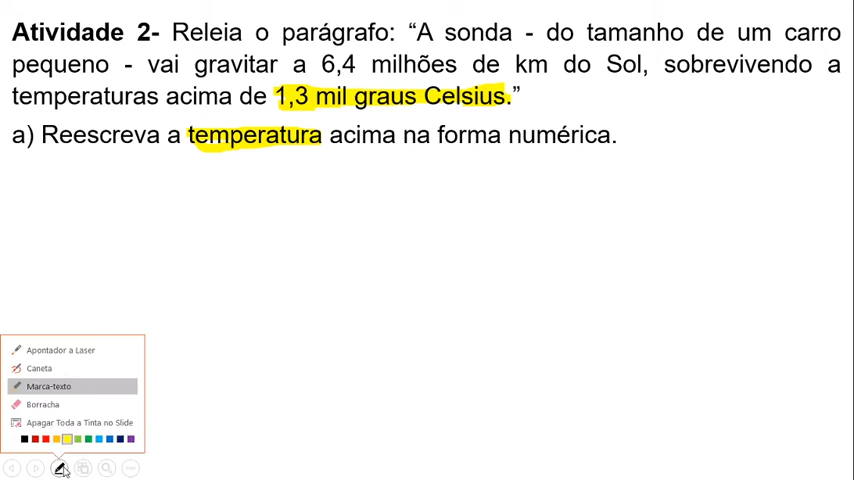 Atividade 2- Releia o parágrafo: “A sonda - do tamanho de um carro
pequeno - vai gravitar a 6,4 milhões de km do Sol, sobrevivendo a
temperaturas acima de 1,3 mil graus Celsius.”
a) Reescreva a temperatura acima na forma numérica.
Apontador a Laser
Caneta
Marca-texto
Borracha
Apagar Toda a Tinta no Slide